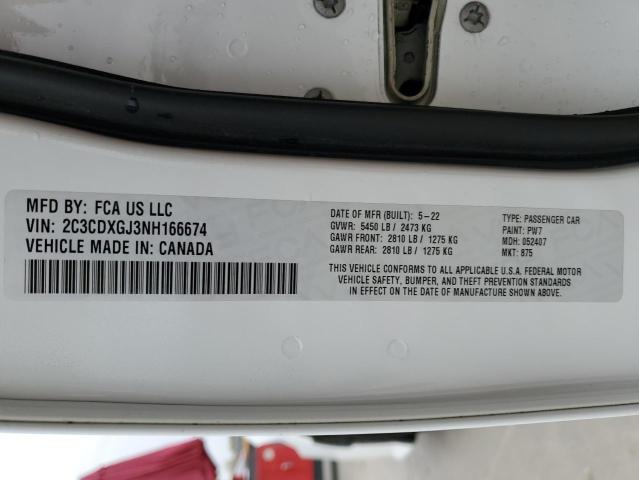 MFD BY: FCA US LLC
VIN: 2C3CDXGJ3NH166674
VEHICLE MADE IN: CANADA
DATE OF MFR (BUILT): 5-22
GVWR: 5450 LB / 2473 KG
GAWR FRONT: 2810 LB / 1275 KG
GAWR REAR: 2810 LB / 1275 KG
TYPE: PASSENGER CAR
PAINT: PW7
MDH: 052407
MKT: 875
THIS VEHICLE CONFORMS TO ALL APPLICABLE U.S.A. FEDERAL MOTOR
VEHICLE SAFETY, BUMPER, AND THEFT PREVENTION STANDARDS
IN EFFECT ON THE DATE OF MANUFACTURE SHOWN ABOVE.